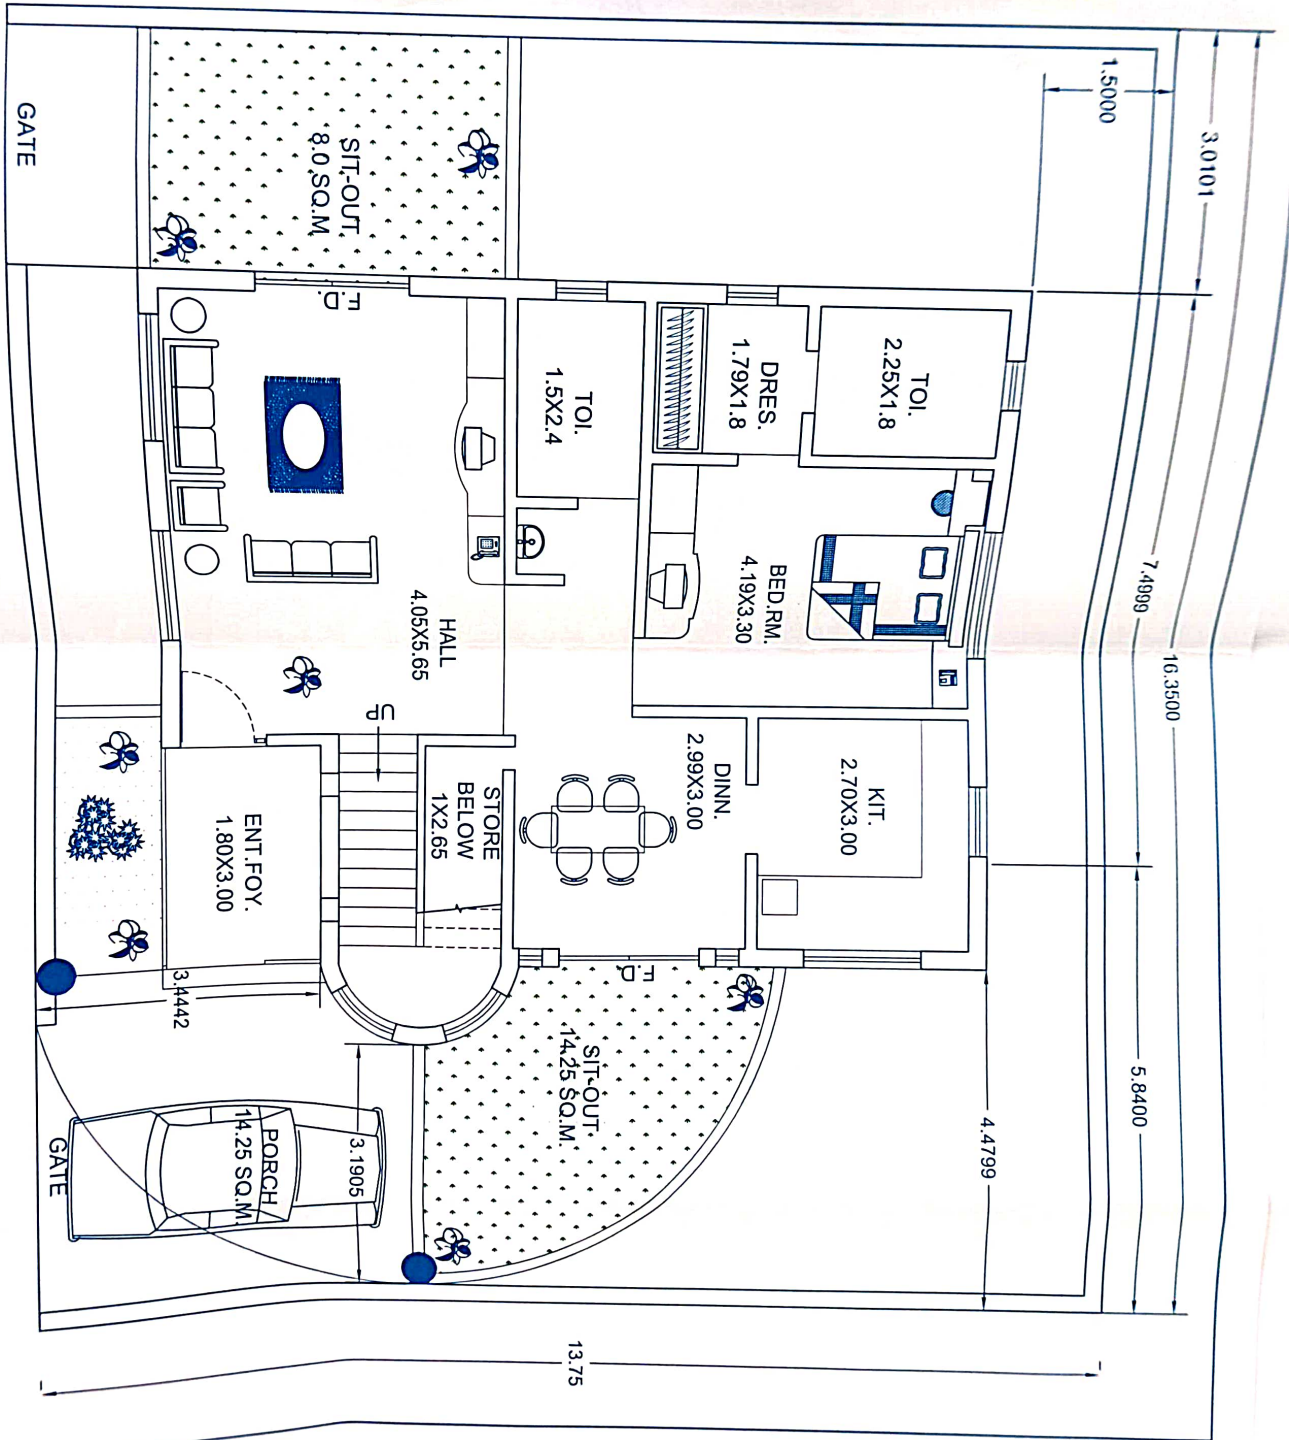 1.5000
3.0101
7.4999
16.3500
5.8400
4.4799
TOI.
2.25X1.8
DRES.
1.79X1.8
TOI.
1.5X2.4
BED.RM.
4.19X3.30
KIT.
2.70X3.00
DINN.
2.99X3.00
STORE
BELOW
1X2.65
UP
HALL
4.05X5.65
F.D.
SIT-OUT
8.0 SQ.M
GATE
ENT.FOY.
1.80X3.00
F.D.
SIT-OUT
14.25 SQ.M.
3.4442
3.1905
PORCH
14.25 SQ.M.
GATE
13.75